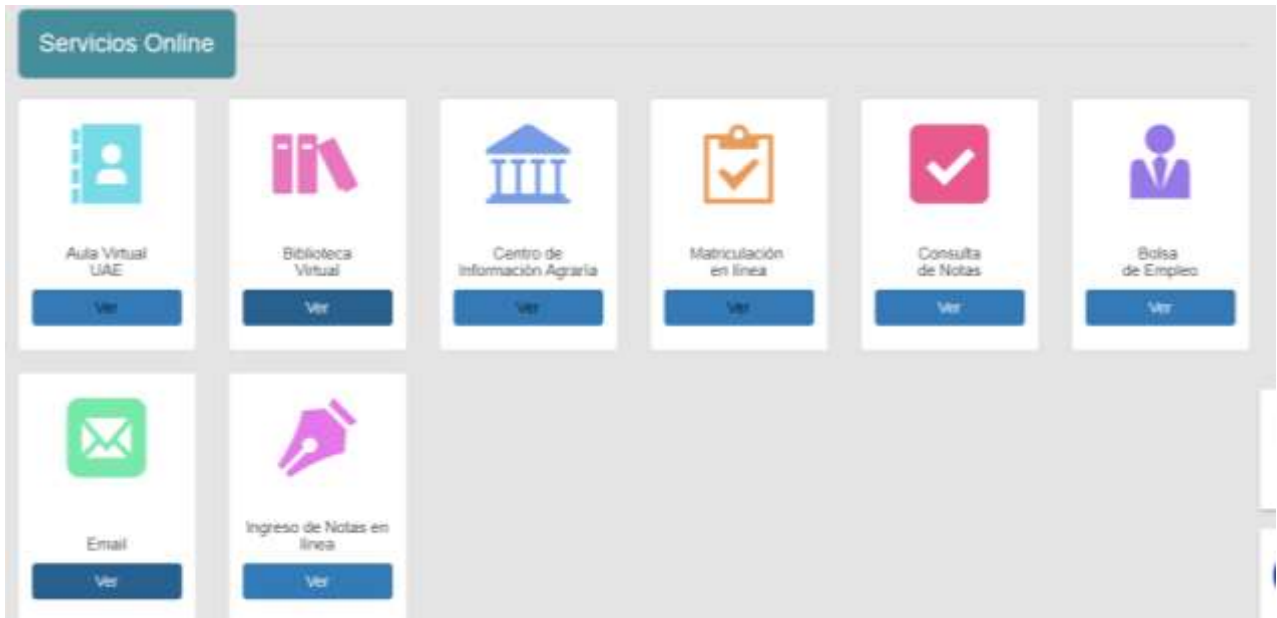 Servicios Online
Aula Virtual
UAE
Ver
Biblioteca
Virtual
Ver
Centro de
Información Agraria
Ver
Matriculación
en línea
Ver
Consulta
de Notas
Ver
Bolsa
de Empleo
Ver
Email
Ver
Ingreso de Notas en
línea
Ver